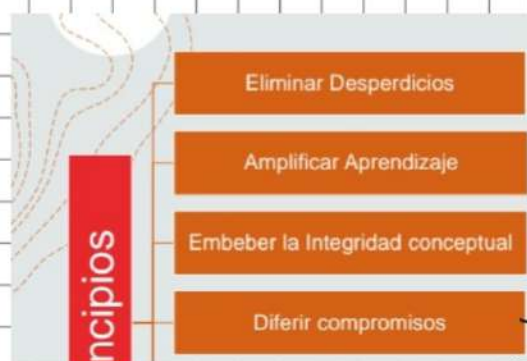 Eliminar Desperdicios
Amplificar Aprendizaje
Embeber la Integridad conceptual
Diferir compromisos
ncipios